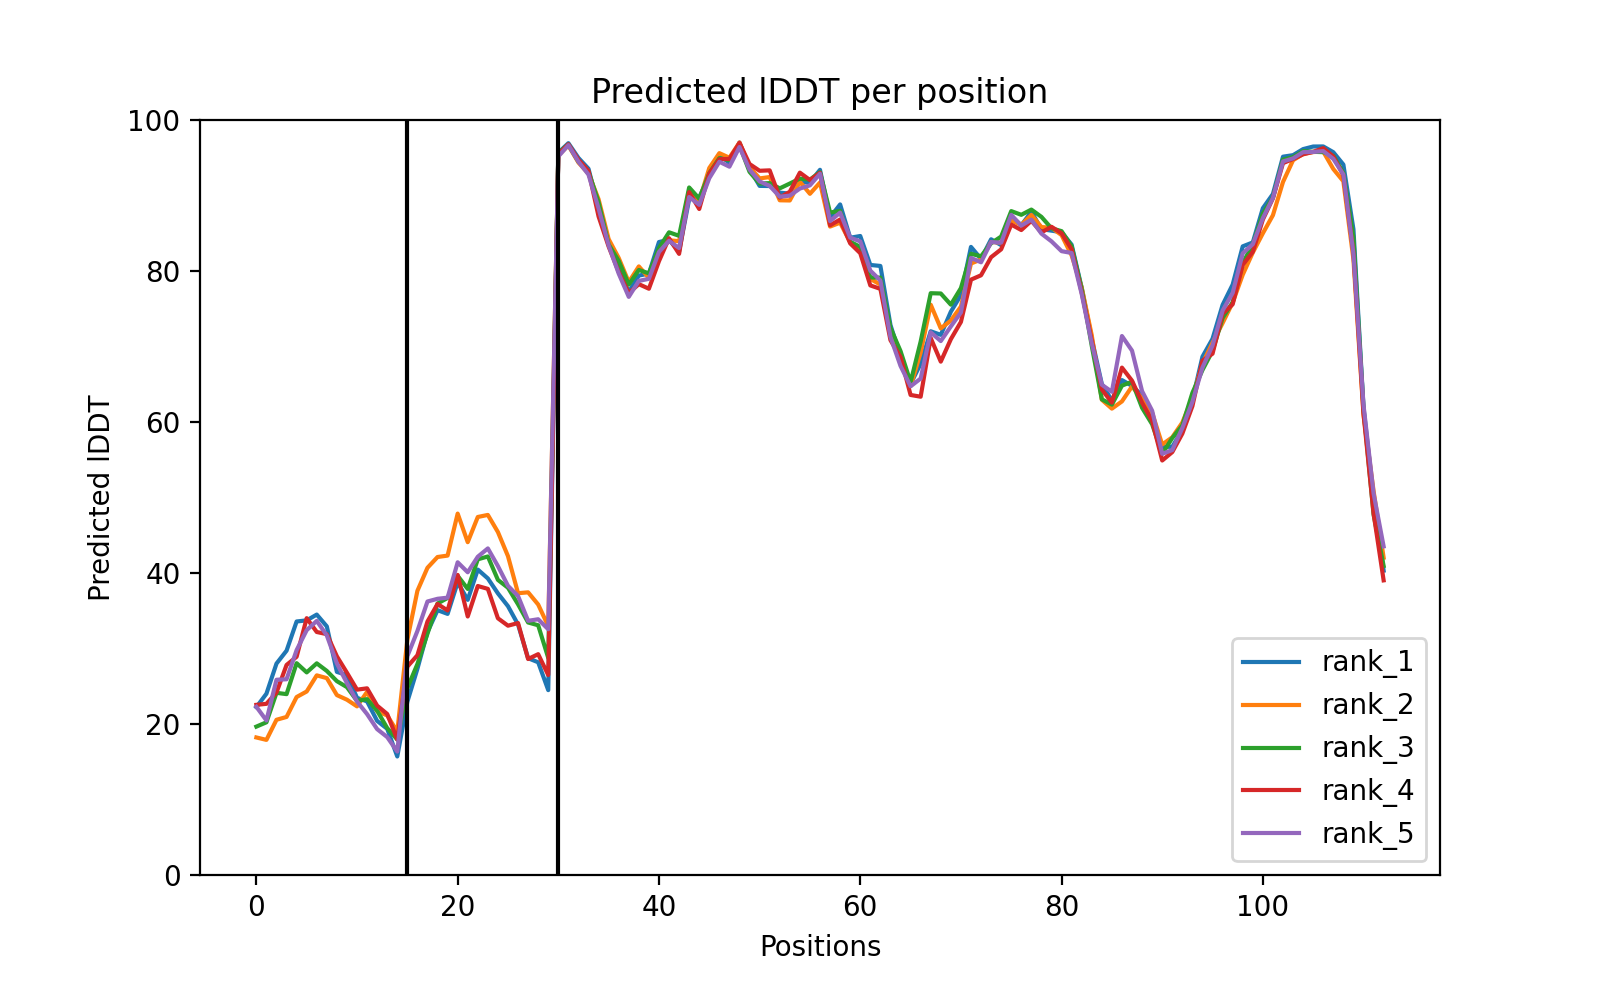 Predicted lDDT per position
100
80
60
40
20
0
Predicted lDDT
0 20 40 60 80 100
Positions
rank_1
rank_2
rank_3
rank_4
rank_5